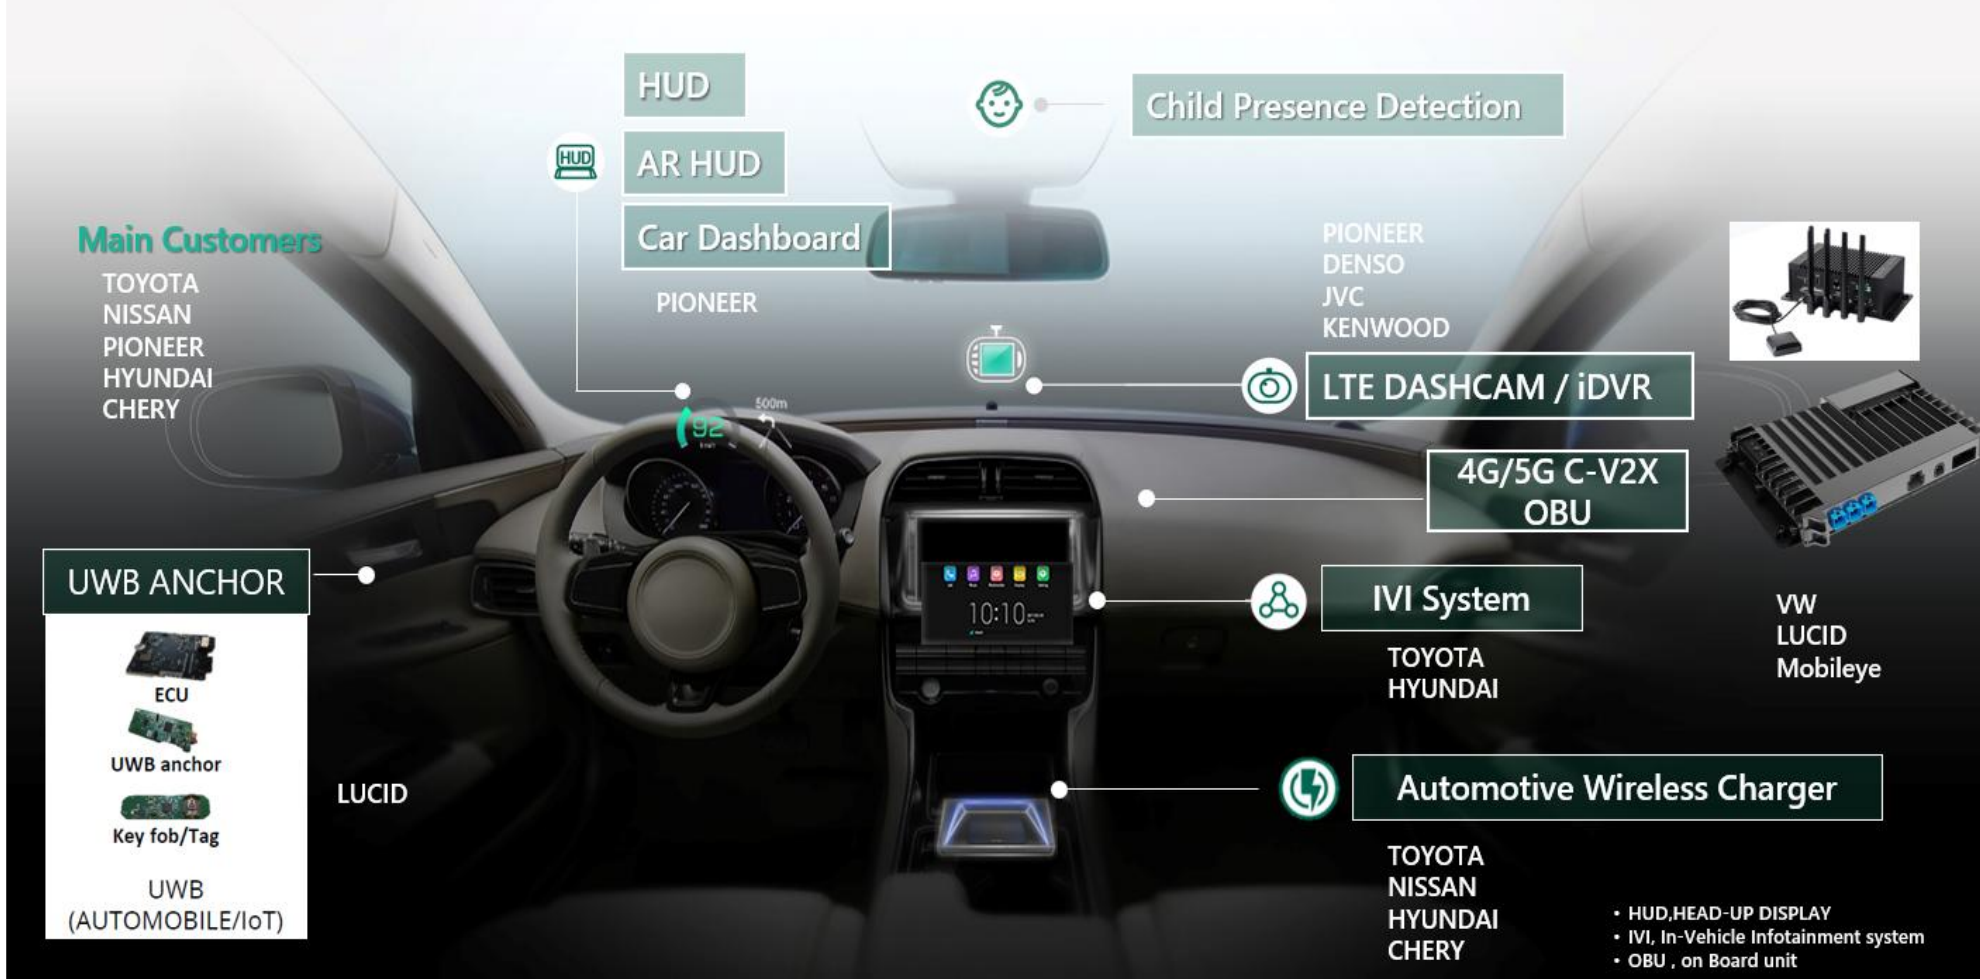 HUD
HUD
AR HUD
Car Dashboard
PIONEER
Child Presence Detection
Main Customers
TOYOTA
NISSAN
PIONEER
HYUNDAI
CHERY
PIONEER
DENSO
JVC
KENWOOD
LTE DASHCAM / iDVR
500m
92
4G/5G C-V2X
OBU
VW
LUCID
Mobileye
UWB ANCHOR
ECU
UWB anchor
Key fob/Tag
UWB
(AUTOMOBILE/IoT)
LUCID
10:10
IVI System
TOYOTA
HYUNDAI
Automotive Wireless Charger
TOYOTA
NISSAN
HYUNDAI
CHERY
• HUD,HEAD-UP DISPLAY
• IVI, In-Vehicle Infotainment system
• OBU , on Board unit